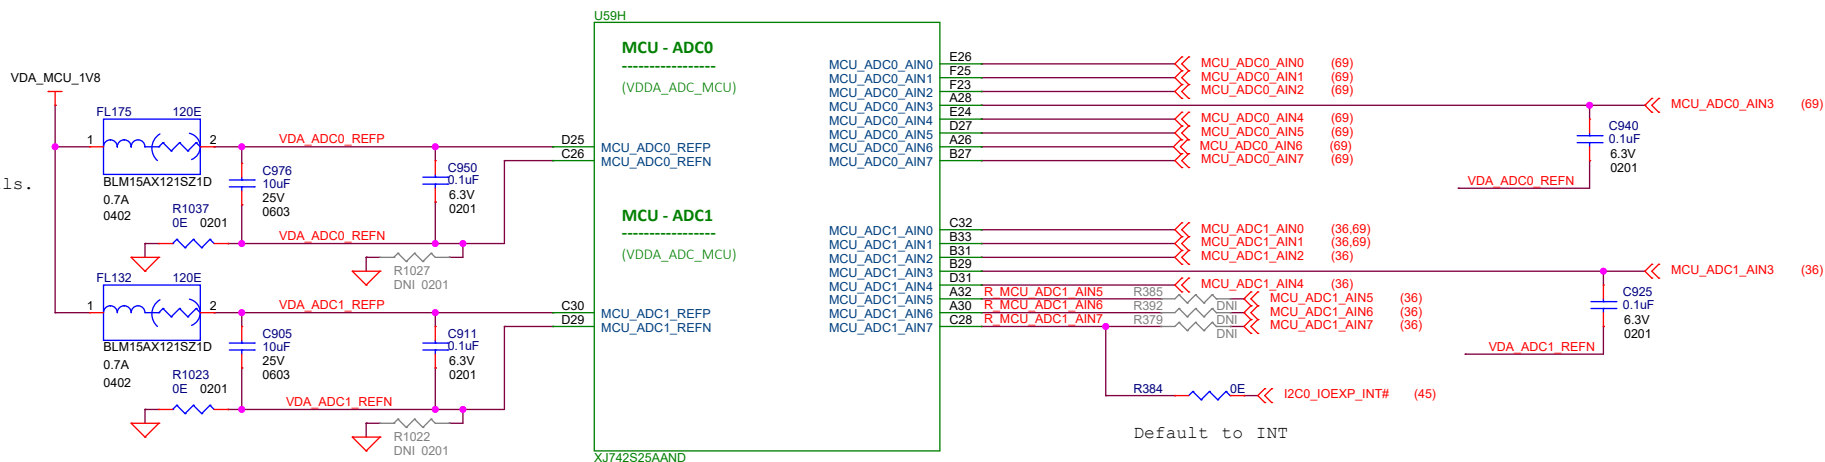 U59H
MCU - ADC0
----------------
(VDDA_ADC_MCU)
VDA_MCU_1V8
FL175 120E
1 2
BLM15AX121SZ1D
0.7A
0402
ls.
VDA_ADC0_REFP
C976
10uF
25V
0603
C950
0.1uF
6.3V
0201
R1037
0E 0201
VDA_ADC0_REFN
R1027
DNI 0201
D25 MCU_ADC0_REFP
C26 MCU_ADC0_REFN
MCU_ADC0_AIN0 E26 MCU_ADC0_AIN0 (69)
MCU_ADC0_AIN1 F25 MCU_ADC0_AIN1 (69)
MCU_ADC0_AIN2 F23 MCU_ADC0_AIN2 (69)
MCU_ADC0_AIN3 A28 MCU_ADC0_AIN3 (69)
MCU_ADC0_AIN4 E24 MCU_ADC0_AIN4 (69)
MCU_ADC0_AIN5 D27 MCU_ADC0_AIN5 (69)
MCU_ADC0_AIN6 A26 MCU_ADC0_AIN6 (69)
MCU_ADC0_AIN7 B27 MCU_ADC0_AIN7 (69)
C940
0.1uF
6.3V
0201
VDA_ADC0_REFN
MCU - ADC1
----------------
(VDDA_ADC_MCU)
FL132 120E
1 2
BLM15AX121SZ1D
0.7A
0402
VDA_ADC1_REFP
C905
10uF
25V
0603
C911
0.1uF
6.3V
0201
R1023
0E 0201
VDA_ADC1_REFN
R1022
DNI 0201
C30 MCU_ADC1_REFP
D29 MCU_ADC1_REFN
MCU_ADC1_AIN0 C32 MCU_ADC1_AIN0 (36,69)
MCU_ADC1_AIN1 B33 MCU_ADC1_AIN1 (36,69)
MCU_ADC1_AIN2 B31 MCU_ADC1_AIN2 (36)
MCU_ADC1_AIN3 B29 MCU_ADC1_AIN3 (36)
MCU_ADC1_AIN4 D31 MCU_ADC1_AIN4 (36)
MCU_ADC1_AIN5 A32 R_MCU_ADC1_AIN5 R385 DNI MCU_ADC1_AIN5 (36)
MCU_ADC1_AIN6 A30 R_MCU_ADC1_AIN6 R392 DNI MCU_ADC1_AIN6 (36)
MCU_ADC1_AIN7 C28 R_MCU_ADC1_AIN7 R379 DNI MCU_ADC1_AIN7 (36)
C925
0.1uF
6.3V
0201
VDA_ADC1_REFN
R384 0E I2C0_IOEXP_INT# (45)
Default to INT
XJ742S25AAND